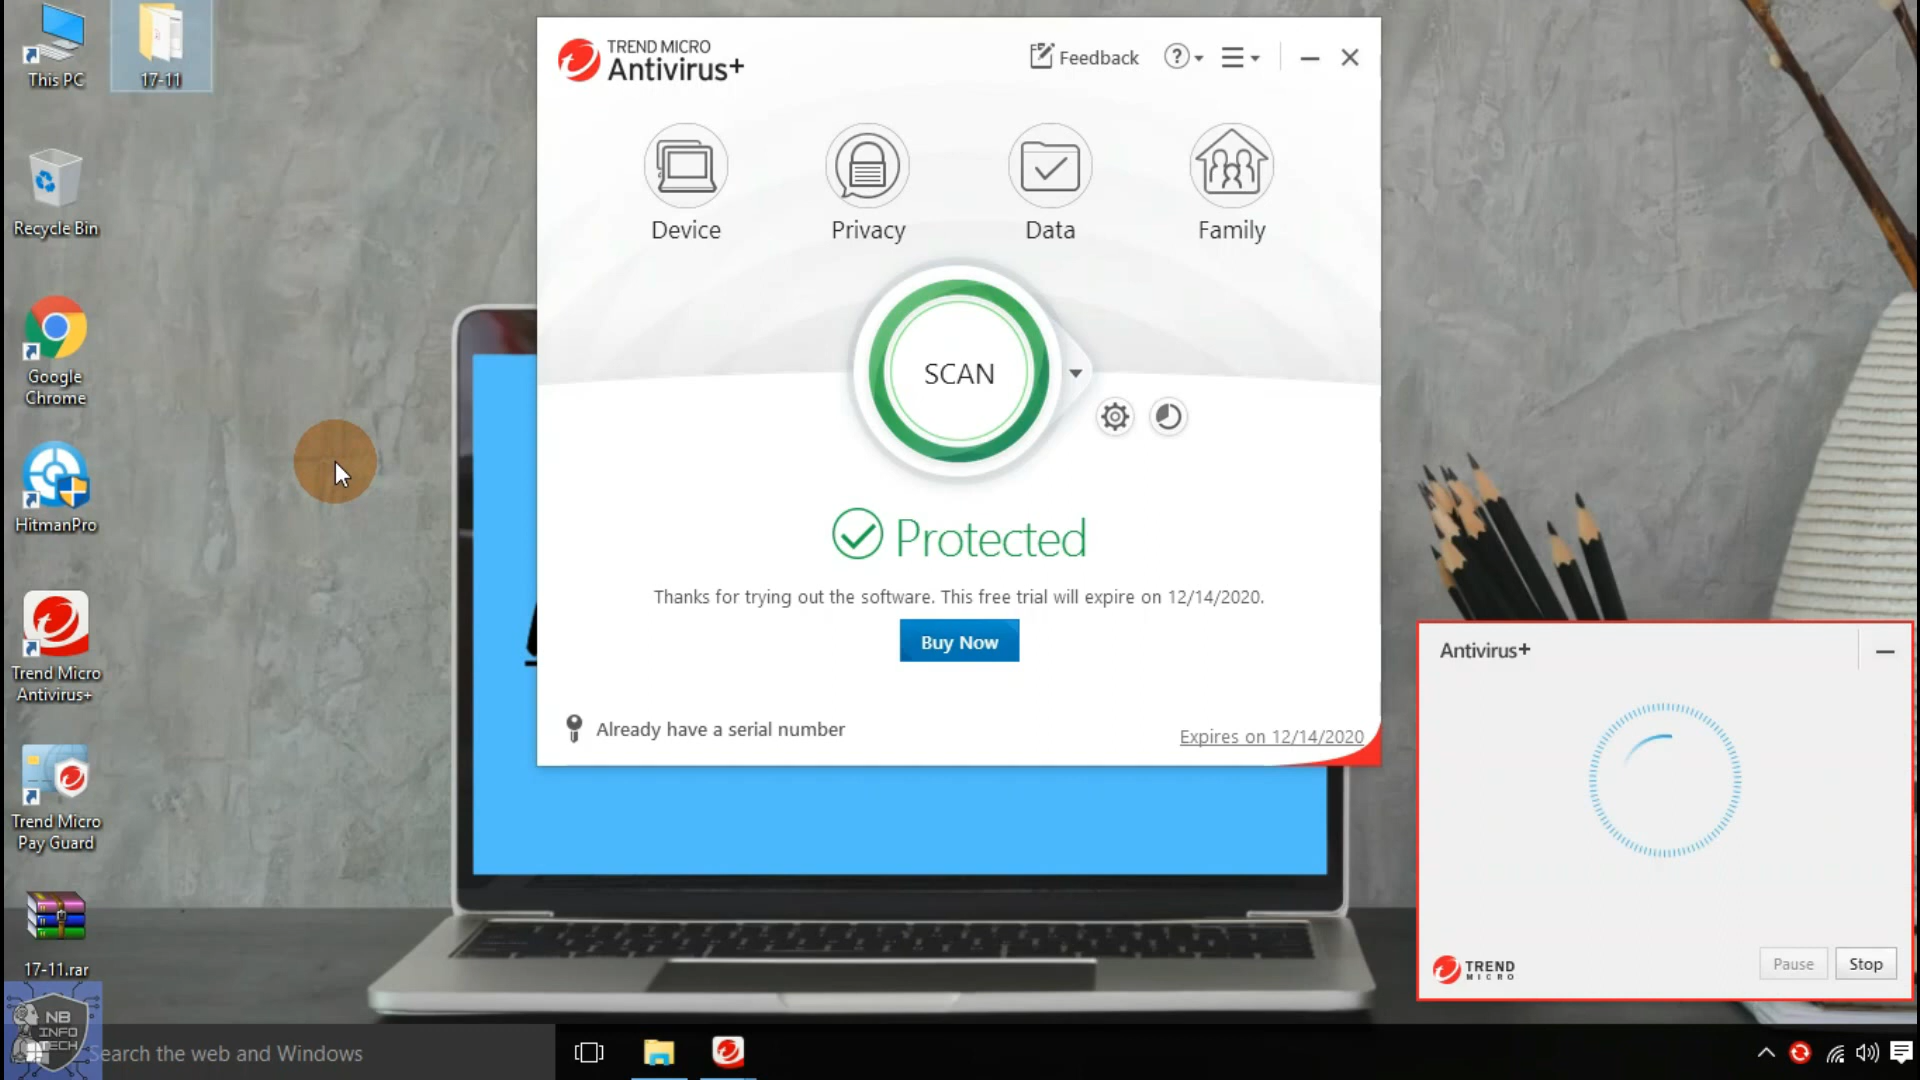 This PC
17-11
Recycle Bin
Google
Chrome
HitmanPro
Trend Micro
Antivirus+
Trend Micro
Pay Guard
17-11.rar
NB
INFO
TECH
Search the web and Windows
TREND MICRO
Antivirus+
Feedback
?
Device
Privacy
Data
Family
SCAN
Protected
Thanks for trying out the software. This free trial will expire on 12/14/2020.
Buy Now
Already have a serial number
Expires on 12/14/2020
Antivirus+
TREND
MICRO
Pause
Stop